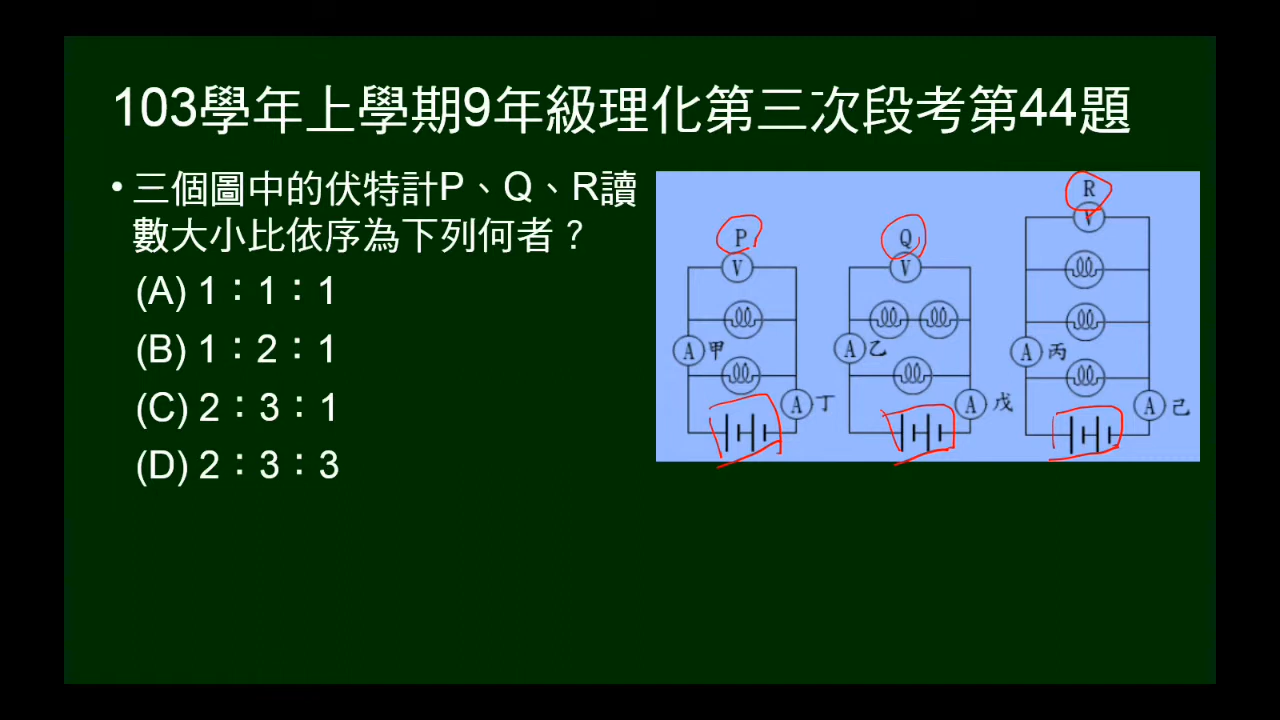 103學年上學期9年級理化第三次段考第44題
• 三個圖中的伏特計P、Q、R讀
數大小比依序為下列何者？
(A) 1：1：1
(B) 1：2：1
(C) 2：3：1
(D) 2：3：3
P
V
A 甲
A 丁
Q
V
A 乙
A 戊
R
V
A 丙
A 己